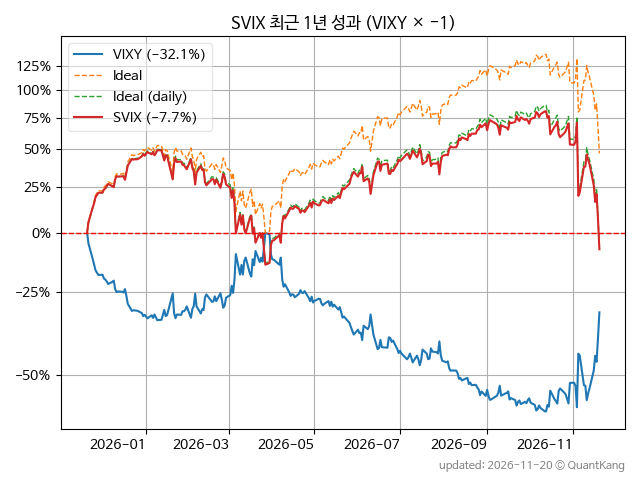 SVIX 최근 1년 성과 (VIXY × −1)
VIXY (−32.1%)
Ideal
Ideal (daily)
SVIX (−7.7%)
125%
100%
75%
50%
25%
0%
−25%
−50%
2026-01 2026-03 2026-05 2026-07 2026-09 2026-11
updated: 2026-11-20 © QuantKang